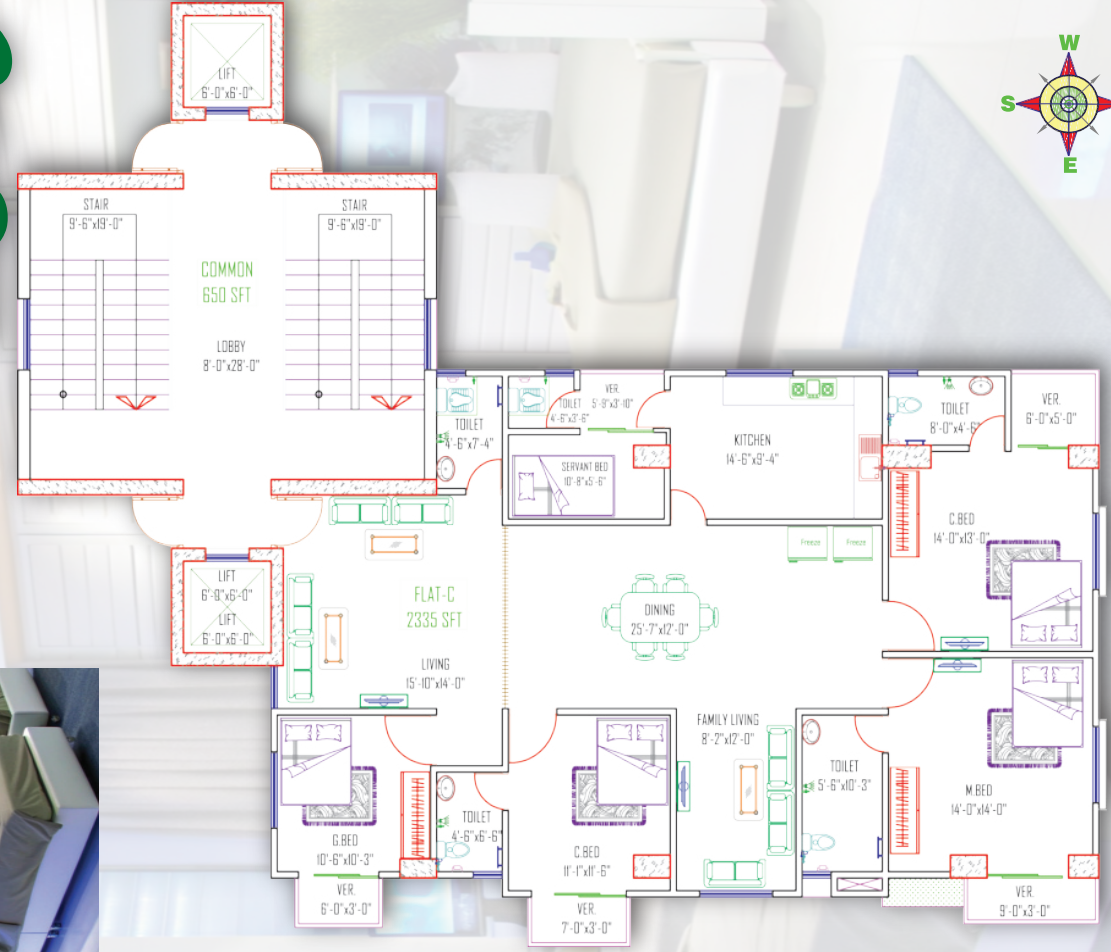 LIFT
6'-0"x6'-0"
W
S
E
STAIR
9'-6"x19'-0"
STAIR
9'-6"x19'-0"
COMMON
650 SFT
LOBBY
8'-0"x28'-0"
TOILET
4'-6"x7'-4"
TOILET
4'-6"x3'-6"
VER.
5'-9"x3'-10"
SERVANT BED
10'-8"x5'-6"
KITCHEN
14'-6"x9'-4"
TOILET
8'-0"x4'-6"
VER.
6'-0"x5'-0"
C.BED
14'-0"x13'-0"
Freeze
Freeze
LIFT
LIFT
6'-0"x6'-0"
FLAT-C
2335 SFT
LIVING
15'-10"x14'-0"
DINING
25'-7"x12'-0"
FAMILY LIVING
8'-2"x12'-0"
TOILET
5'-6"x10'-3"
M.BED
14'-0"x14'-0"
G.BED
10'-6"x10'-3"
TOILET
4'-6"x6'-6"
C.BED
11'-1"x11'-6"
VER.
6'-0"x3'-0"
VER.
7'-0"x3'-0"
VER.
9'-0"x3'-0"